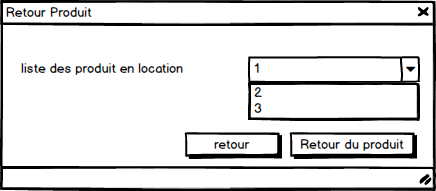 Retour Produit
liste des produit en location
1
2
3
retour
Retour du produit